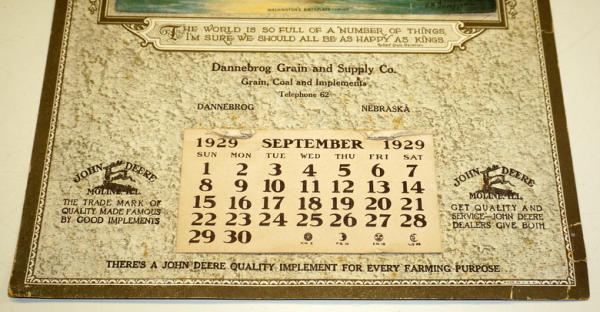 WASHINGTON'S BIRTHPLACE
THE WORLD IS SO FULL OF A NUMBER OF THINGS,
I'M SURE WE SHOULD ALL BE AS HAPPY AS KINGS.
Robert Louis Stevenson
Dannebrog Grain and Supply Co.
Grain, Coal and Implements
Telephone 62
DANNEBROG NEBRASKA
1929 SEPTEMBER 1929
SUN MON TUE WED THU FRI SAT
1 2 3 4 5 6 7
8 9 10 11 12 13 14
15 16 17 18 19 20 21
22 23 24 25 26 27 28
29 30
JOHN DEERE
MOLINE, ILL.
THE TRADE MARK OF
QUALITY MADE FAMOUS
BY GOOD IMPLEMENTS
JOHN DEERE
MOLINE, ILL.
GET QUALITY AND
SERVICE—JOHN DEERE
DEALERS GIVE BOTH
THERE'S A JOHN DEERE QUALITY IMPLEMENT FOR EVERY FARMING PURPOSE